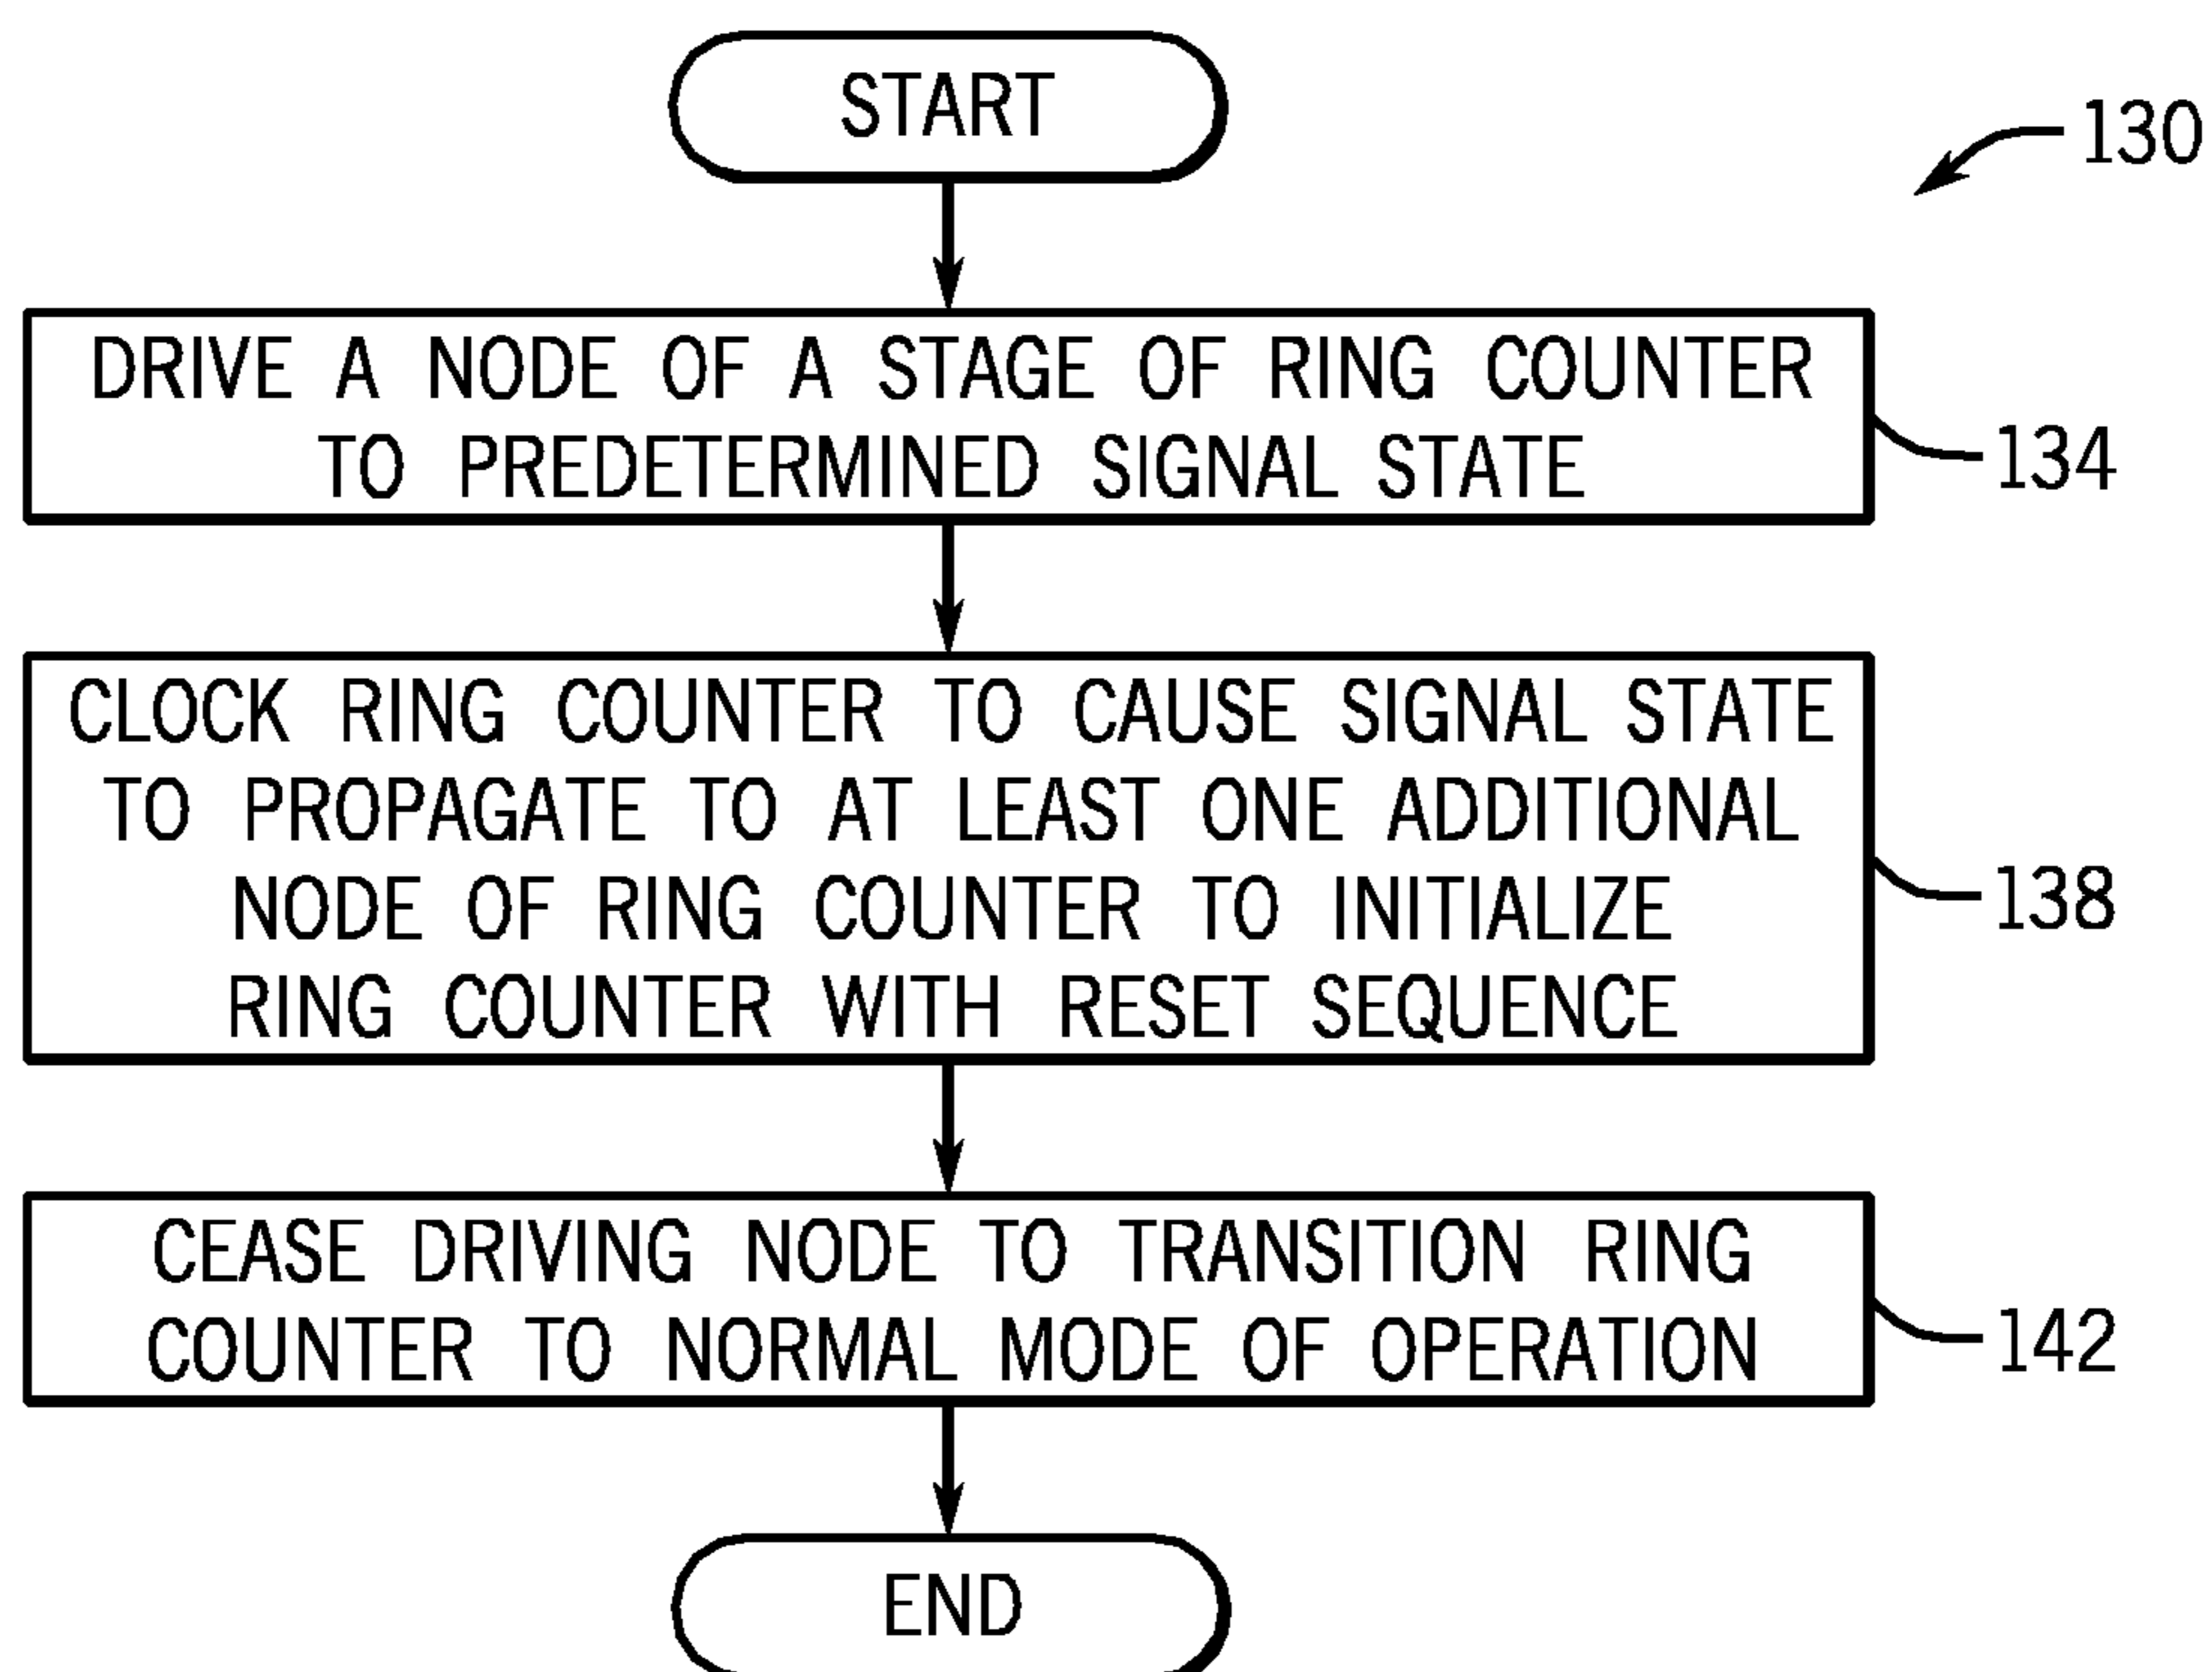 START
130
DRIVE A NODE OF A STAGE OF RING COUNTER
TO PREDETERMINED SIGNAL STATE
134
CLOCK RING COUNTER TO CAUSE SIGNAL STATE
TO PROPAGATE TO AT LEAST ONE ADDITIONAL
NODE OF RING COUNTER TO INITIALIZE
RING COUNTER WITH RESET SEQUENCE
138
CEASE DRIVING NODE TO TRANSITION RING
COUNTER TO NORMAL MODE OF OPERATION
142
END